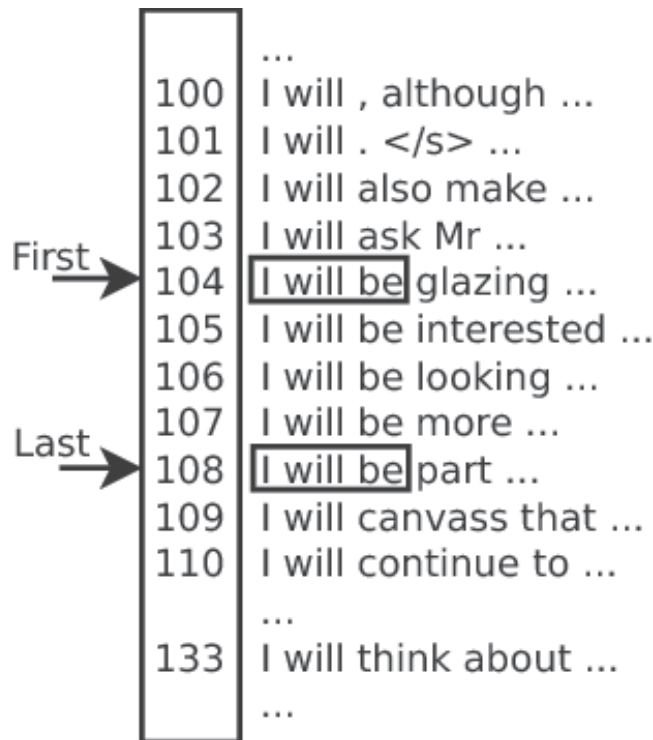 ...
100 I will , although ...
101 I will . </s> ...
102 I will also make ...
103 I will ask Mr ...
First 104 I will be glazing ...
105 I will be interested ...
106 I will be looking ...
107 I will be more ...
Last 108 I will be part ...
109 I will canvass that ...
110 I will continue to ...
...
133 I will think about ...
...